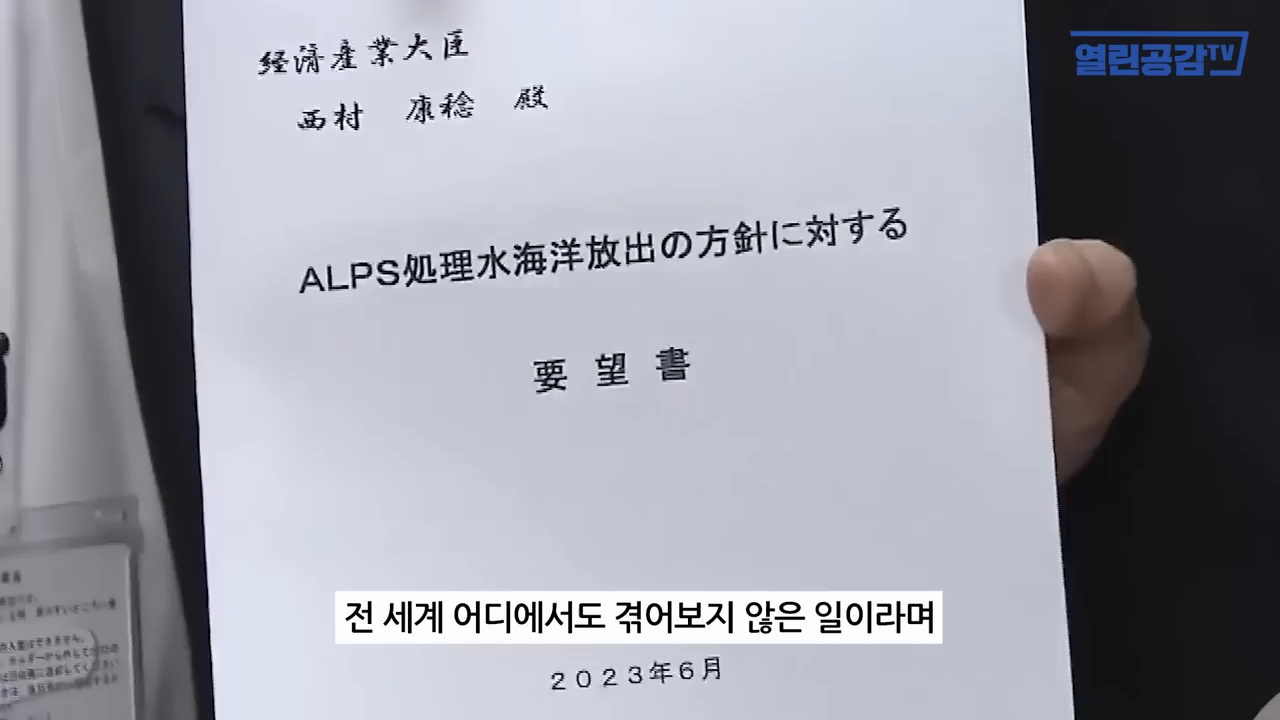 経済産業大臣
西村 康稔 殿
열린공감TV
ALPS処理水海洋放出の方針に対する
要望書
전 세계 어디에서도 겪어보지 않은 일이라며
2023年6月